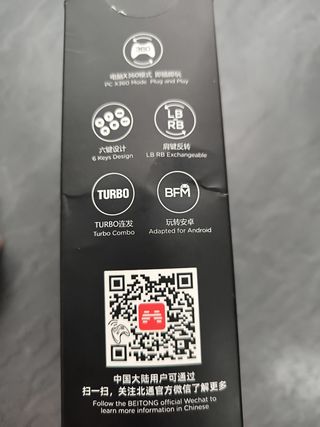 360
电脑X360模式 即插即玩
PC X360 Mode Plug and Play
LB
RB
六键设计
6 Keys Design
肩键反转
LB RB Exchangeable
TURBO
BFM
TURBO连发
Turbo Combo
玩转安卓
Adapted for Android
中国大陆用户可通过
扫一扫，关注北通官方微信了解更多
Follow the BEITONG official Wechat to
learn more information in Chinese